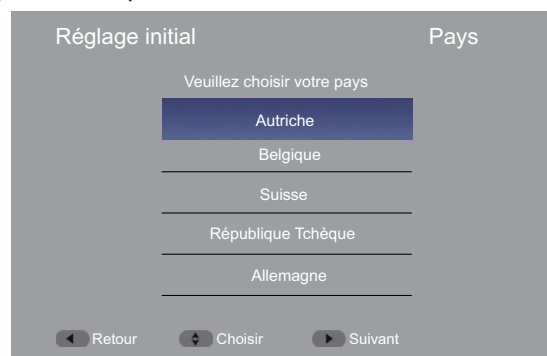 Réglage initial Pays
Veuillez choisir votre pays
Autriche
Belgique
Suisse
République Tchèque
Allemagne
Retour Choisir Suivant